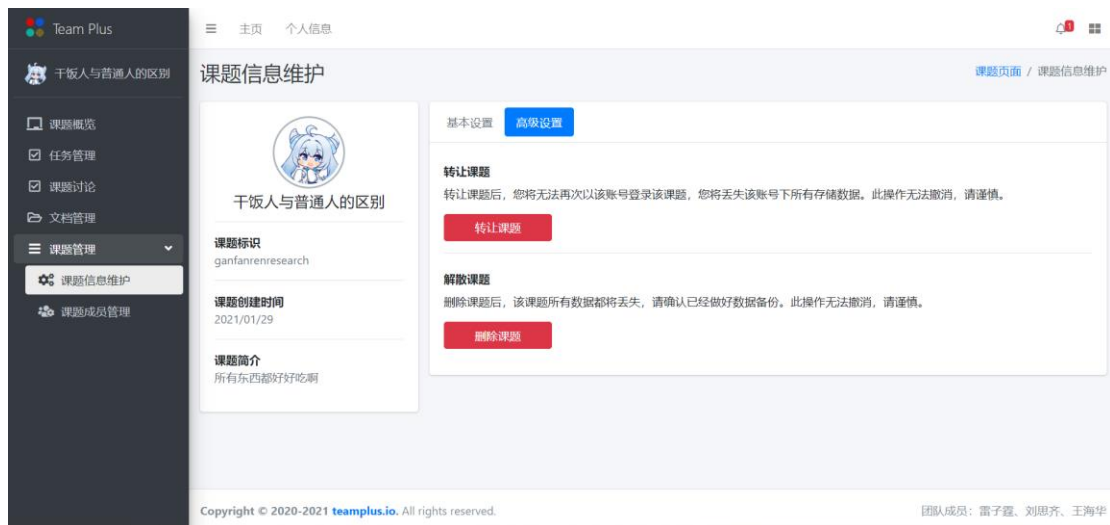 Team Plus
主页 个人信息
1
干饭人与普通人的区别
课题概览
任务管理
课题讨论
文档管理
课题管理
课题信息维护
课题成员管理
课题信息维护
课题页面 / 课题信息维护
干饭人与普通人的区别
课题标识
ganfanrenresearch
课题创建时间
2021/01/29
课题简介
所有东西都好好吃啊
基本设置 高级设置
转让课题
转让课题后，您将无法再次以该账号登录该课题，您将丢失该账号下所有存储数据。此操作无法撤消，请谨慎。
转让课题
解散课题
删除课题后，该课题所有数据都将丢失，请确认已经做好数据备份。此操作无法撤消，请谨慎。
删除课题
Copyright © 2020-2021 teamplus.io. All rights reserved.
团队成员：雷子霆、刘思齐、王海华